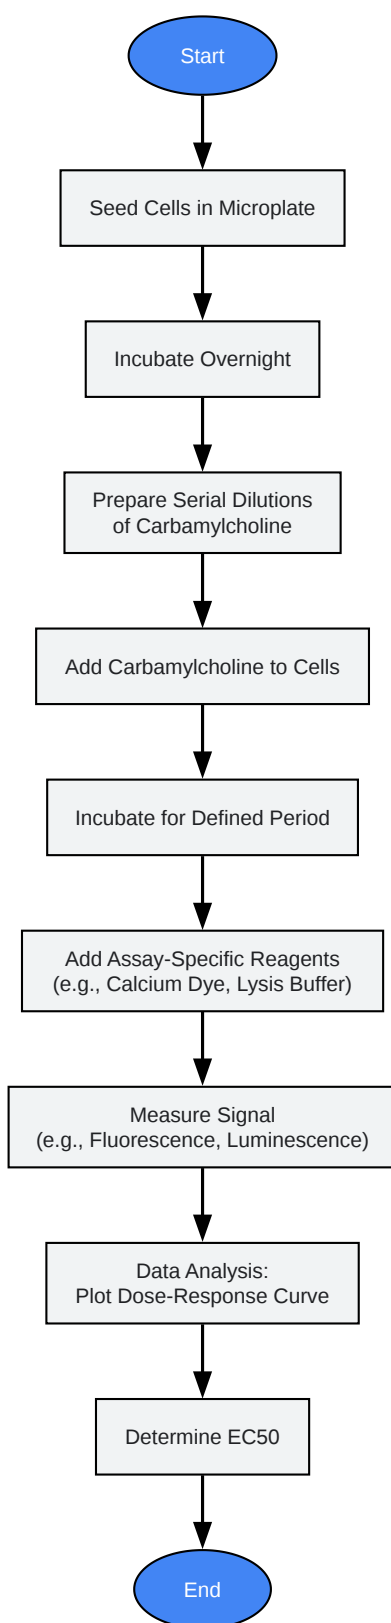 Start
Seed Cells in Microplate
Incubate Overnight
Prepare Serial Dilutions
of Carbamylcholine
Add Carbamylcholine to Cells
Incubate for Defined Period
Add Assay-Specific Reagents
(e.g., Calcium Dye, Lysis Buffer)
Measure Signal
(e.g., Fluorescence, Luminescence)
Data Analysis:
Plot Dose-Response Curve
Determine EC50
End